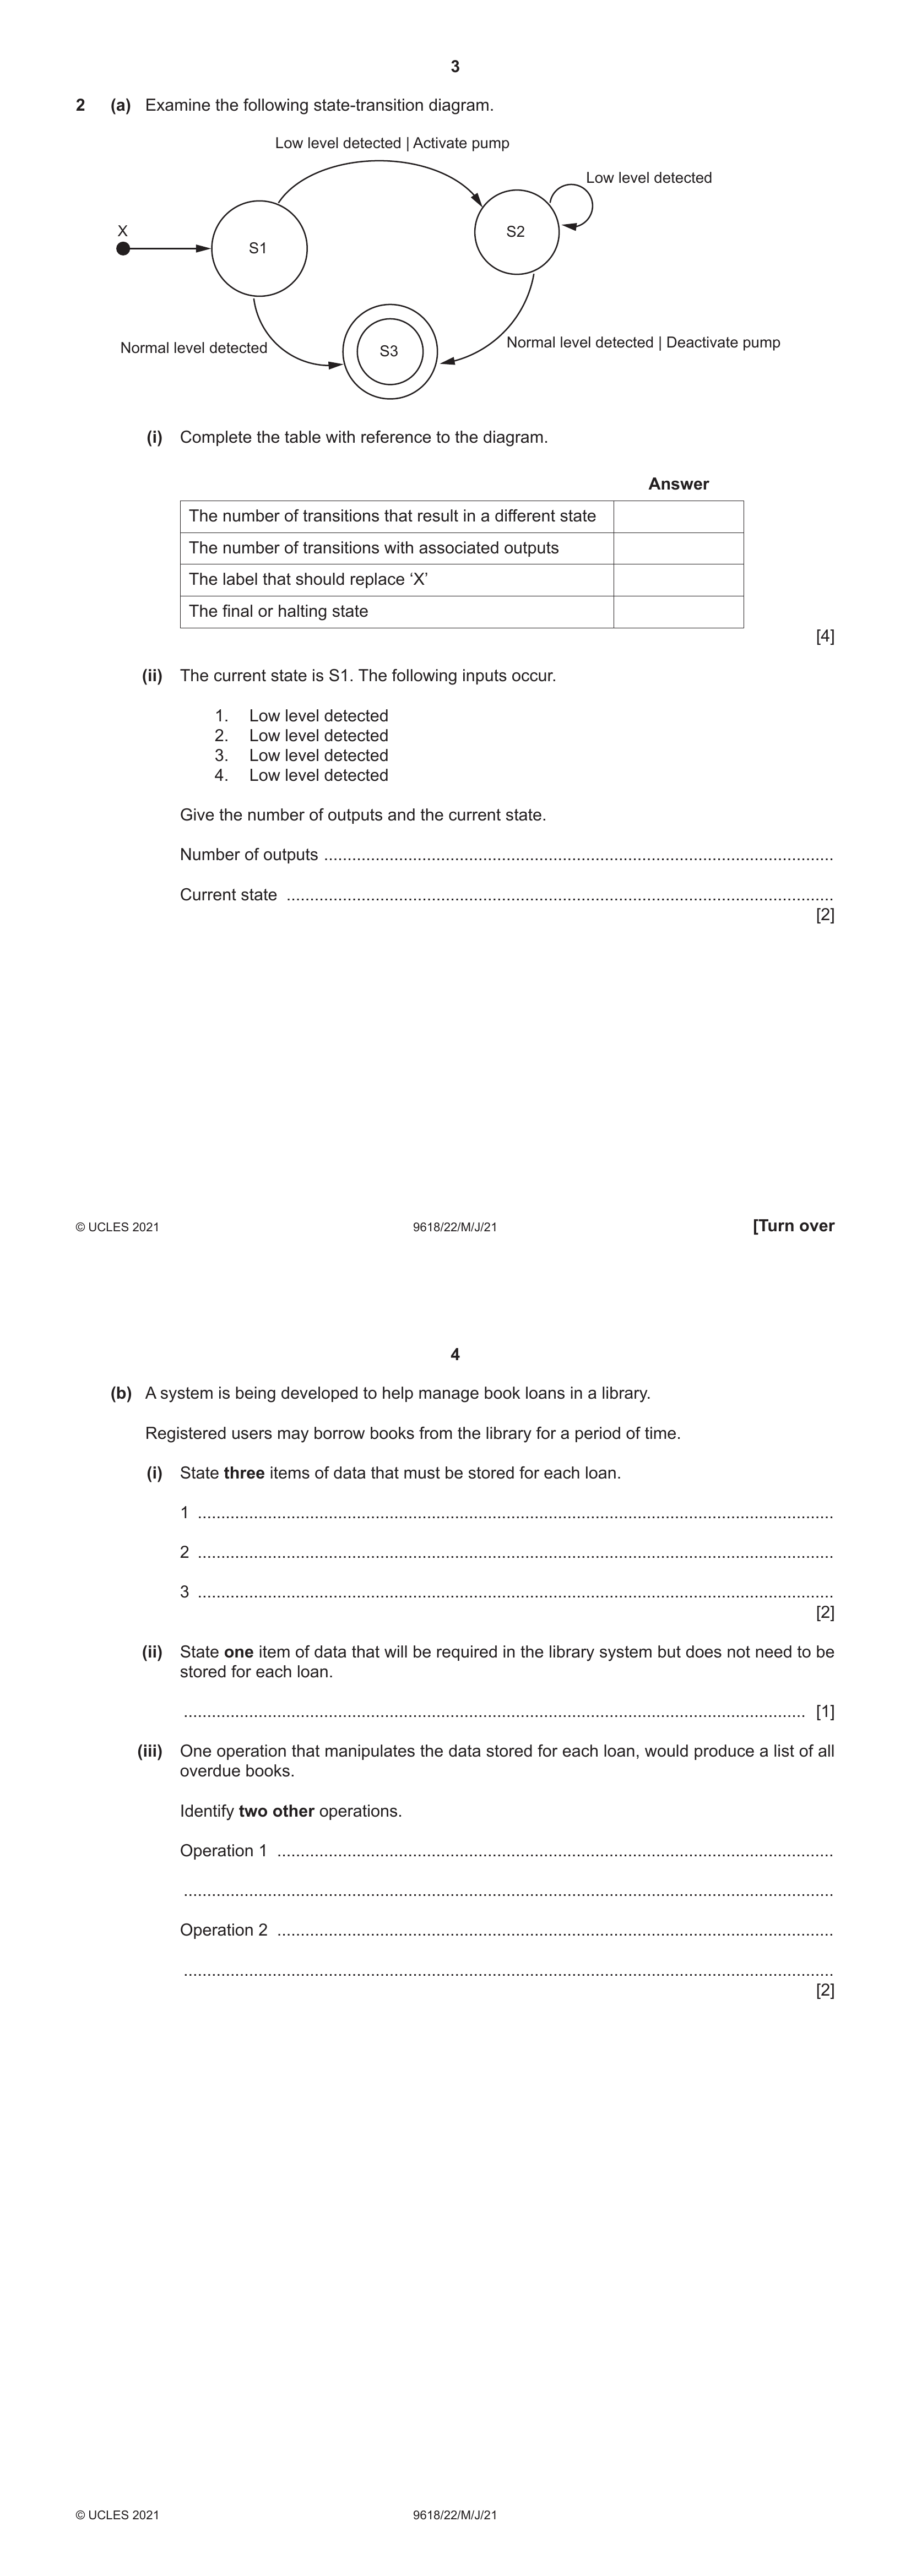 3
2 (a) Examine the following state-transition diagram.
Low level detected | Activate pump
Low level detected
X
S1
S2
S3
Normal level detected
Normal level detected | Deactivate pump
(i) Complete the table with reference to the diagram.
Answer
The number of transitions that result in a different state
The number of transitions with associated outputs
The label that should replace ‘X’
The final or halting state
[4]
(ii) The current state is S1. The following inputs occur.
1. Low level detected
2. Low level detected
3. Low level detected
4. Low level detected
Give the number of outputs and the current state.
Number of outputs ..............................................................................................................
Current state ......................................................................................................................
[2]
© UCLES 2021 9618/22/M/J/21 [Turn over
4
(b) A system is being developed to help manage book loans in a library.
Registered users may borrow books from the library for a period of time.
(i) State three items of data that must be stored for each loan.
1 .........................................................................................................................................
2 .........................................................................................................................................
3 .........................................................................................................................................
[2]
(ii) State one item of data that will be required in the library system but does not need to be
stored for each loan.
...................................................................................................................................... [1]
(iii) One operation that manipulates the data stored for each loan, would produce a list of all
overdue books.
Identify two other operations.
Operation 1 ........................................................................................................................
............................................................................................................................................
Operation 2 ........................................................................................................................
............................................................................................................................................
[2]
© UCLES 2021 9618/22/M/J/21